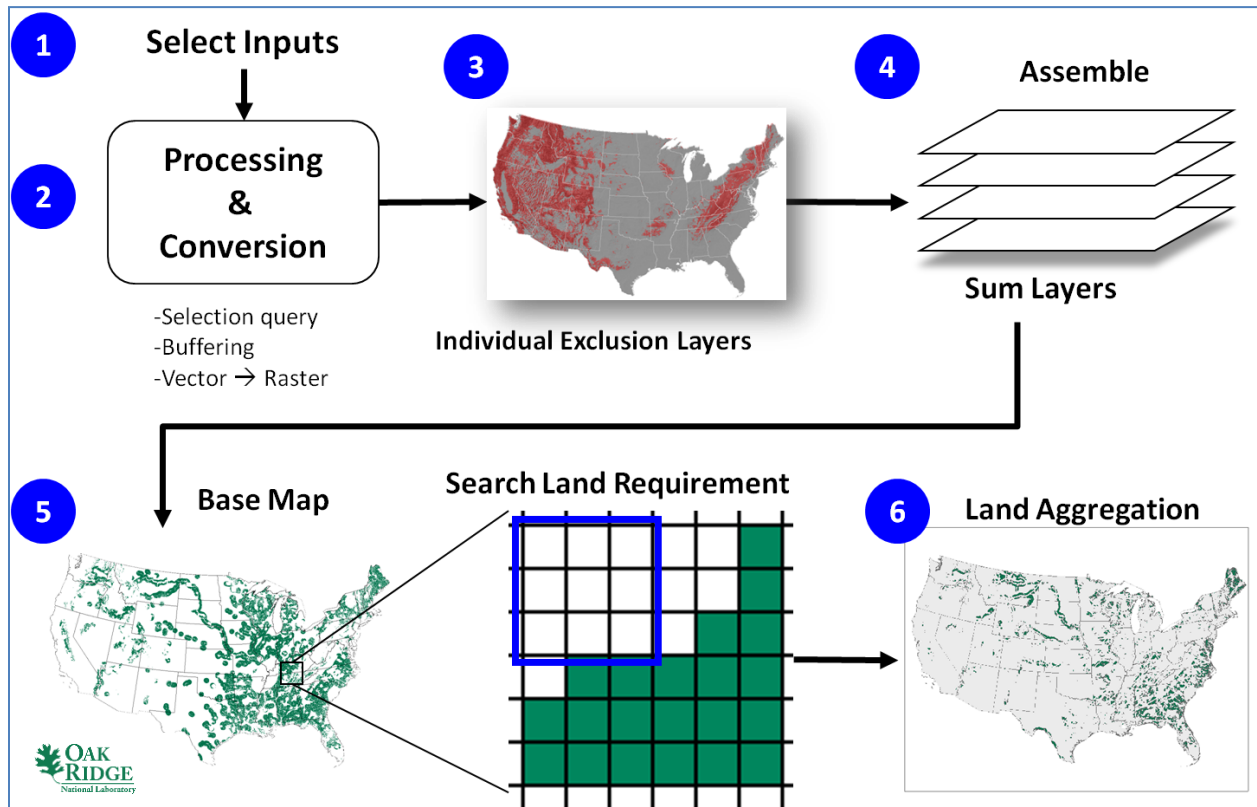 1
Select Inputs
2
Processing
&
Conversion
-Selection query
-Buffering
-Vector → Raster
3
Individual Exclusion Layers
4
Assemble
Sum Layers
5
Base Map
Search Land Requirement
6
Land Aggregation
OAK
RIDGE
National Laboratory